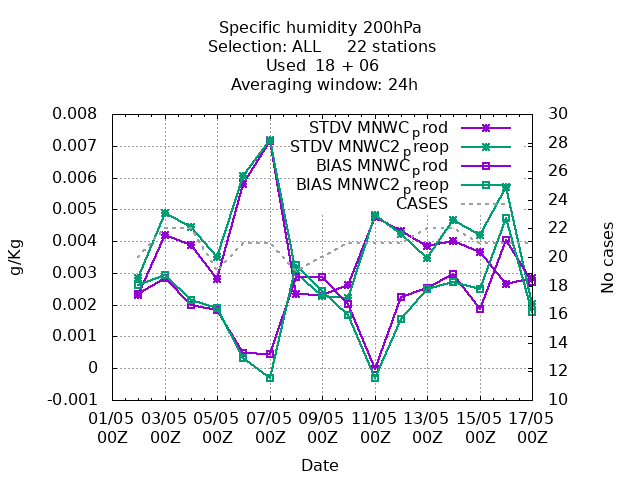 Specific humidity 200hPa
Selection: ALL     22 stations
Used  18 + 06
Averaging window: 24h
0.008
0.007
0.006
0.005
0.004
0.003
0.002
0.001
0
-0.001
30
28
26
24
22
20
18
16
14
12
10
STDV MNWCprod
STDV MNWC2preop
BIAS MNWCprod
BIAS MNWC2preop
CASES
g/Kg
No cases
01/05 03/05 05/05 07/05 09/05 11/05 13/05 15/05 17/05
00Z 00Z 00Z 00Z 00Z 00Z 00Z 00Z 00Z
Date